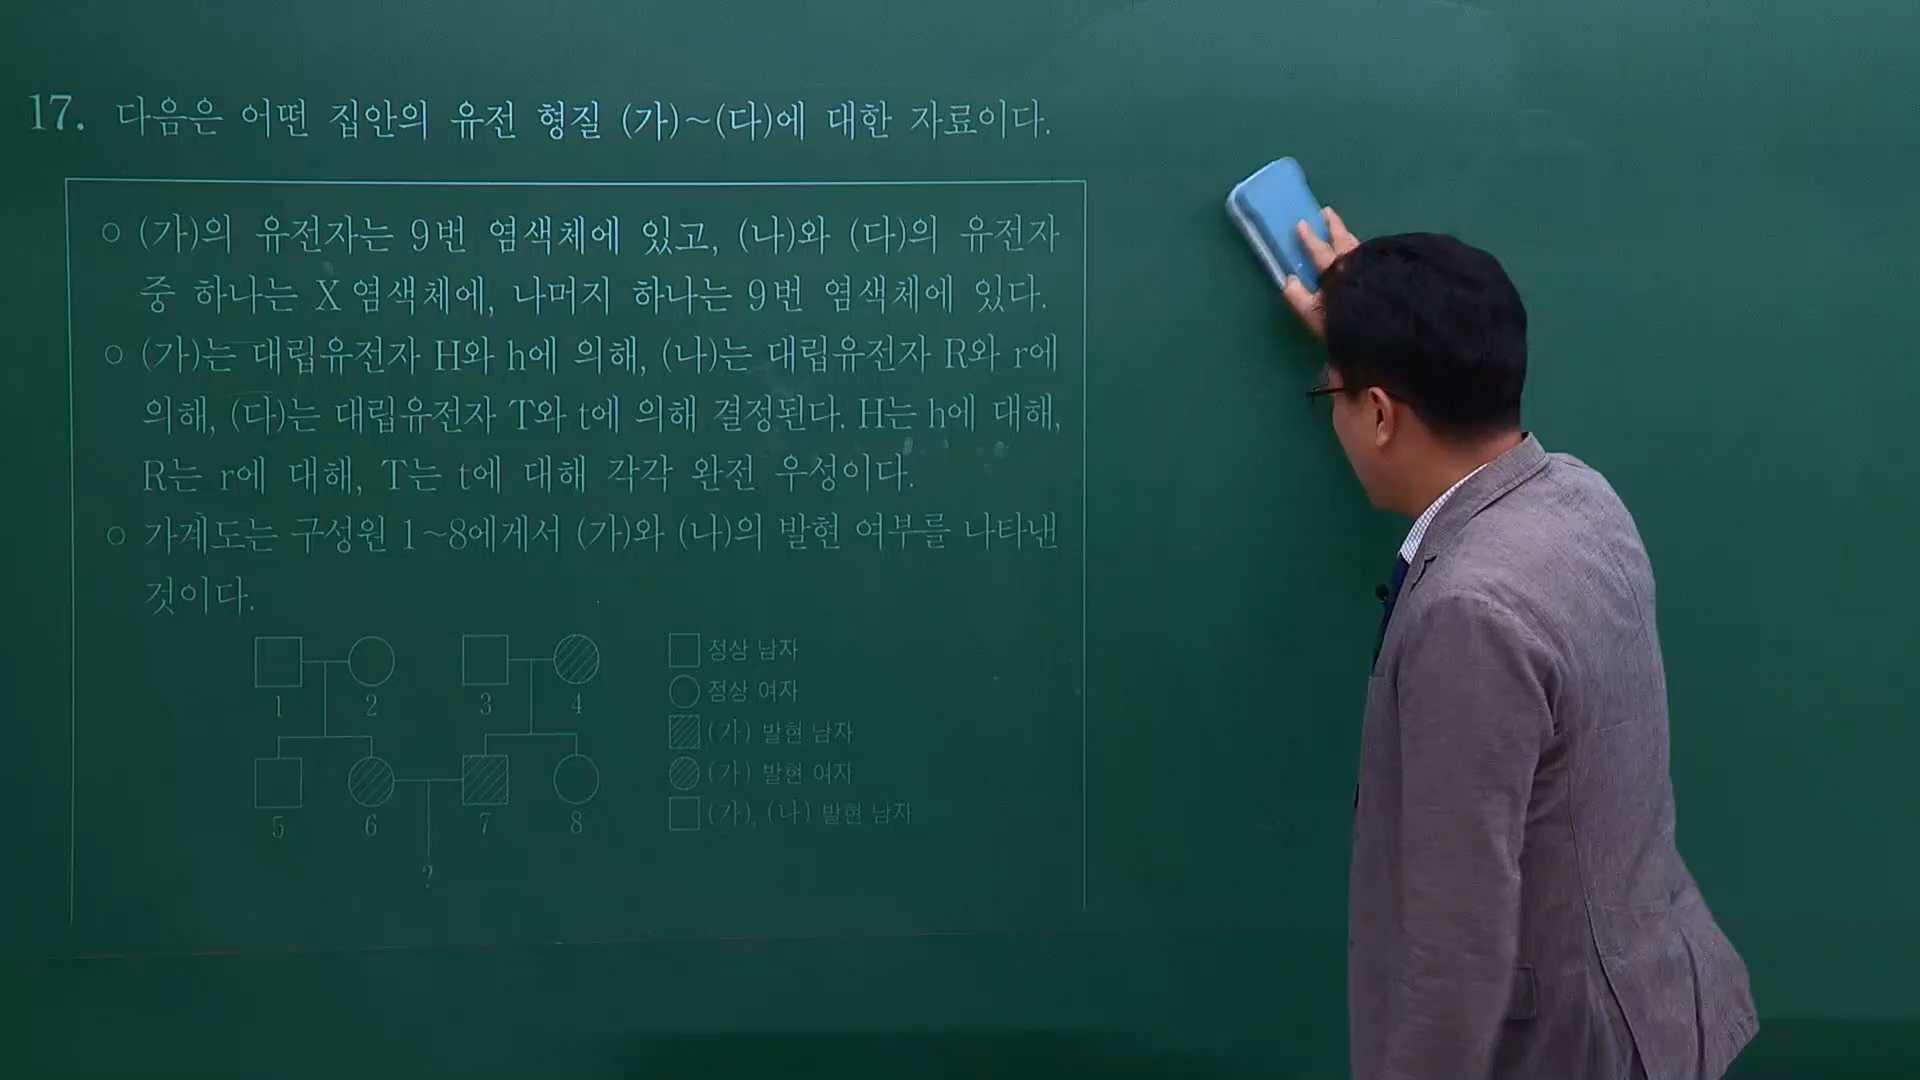 17. 다음은 어떤 집안의 유전 형질 (가)~(다)에 대한 자료이다.
○ (가)의 유전자는 9번 염색체에 있고, (나)와 (다)의 유전자
중 하나는 X 염색체에, 나머지 하나는 9번 염색체에 있다.
○ (가)는 대립유전자 H와 h에 의해, (나)는 대립유전자 R와 r에
의해, (다)는 대립유전자 T와 t에 의해 결정된다. H는 h에 대해,
R는 r에 대해, T는 t에 대해 각각 완전 우성이다.
○ 가계도는 구성원 1~8에게서 (가)와 (나)의 발현 여부를 나타낸
것이다.
1 2 3 4
5 6 7 8
?
정상 남자
정상 여자
(가) 발현 남자
(가) 발현 여자
(가), (나) 발현 남자